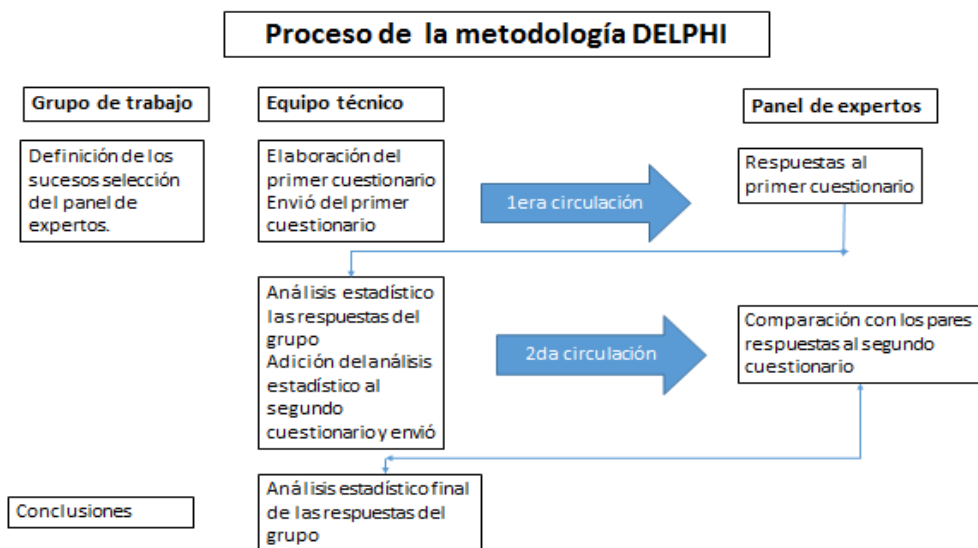 Proceso de la metodología DELPHI
Grupo de trabajo
Equipo técnico
Panel de expertos
Definición de los
sucesos selección
del panel de
expertos.
Elaboración del
primer cuestionario
Envió del primer
cuestionario
1era circulación
Respuestas al
primer cuestionario
Análisis estadístico
las respuestas del
grupo
Adición del análisis
estadístico al
segundo
cuestionario y envió
2da circulación
Comparación con los pares
respuestas al segundo
cuestionario
Conclusiones
Análisis estadístico final
de las respuestas del
grupo